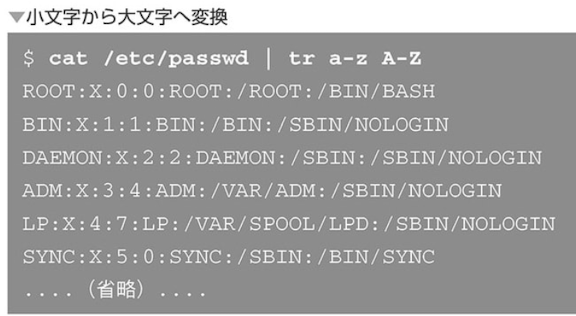 ▼小文字から大文字へ変換
$ cat /etc/passwd | tr a-z A-Z
ROOT:X:0:0:ROOT:/ROOT:/BIN/BASH
BIN:X:1:1:BIN:/BIN:/SBIN/NOLOGIN
DAEMON:X:2:2:DAEMON:/SBIN:/SBIN/NOLOGIN
ADM:X:3:4:ADM:/VAR/ADM:/SBIN/NOLOGIN
LP:X:4:7:LP:/VAR/SPOOL/LPD:/SBIN/NOLOGIN
SYNC:X:5:0:SYNC:/SBIN:/BIN/SYNC
....（省略）....